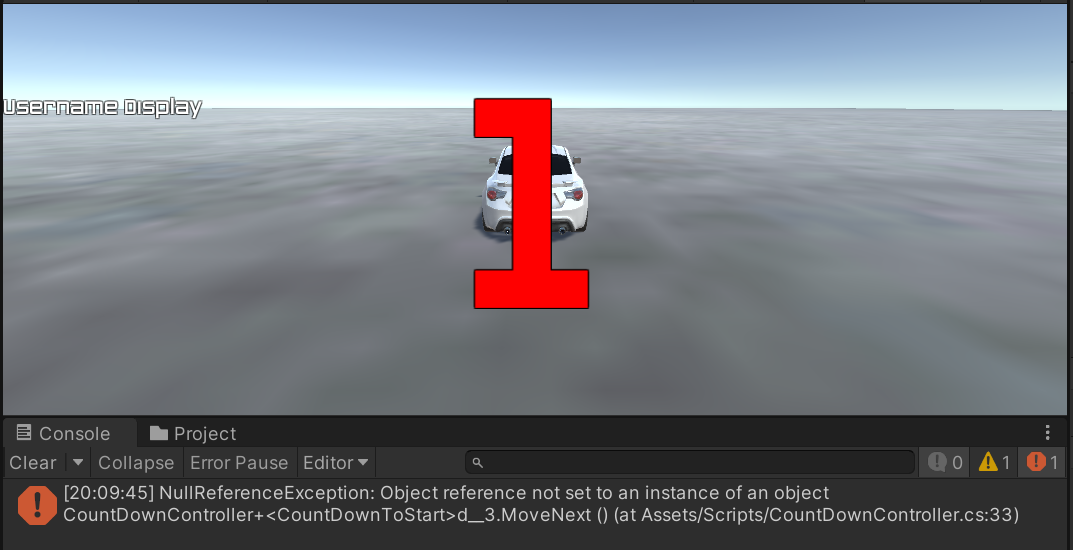 Username Display
1
Console
Project
Clear
Collapse
Error Pause
Editor
0
1
1
[20:09:45] NullReferenceException: Object reference not set to an instance of an object
CountDownController+<CountDownToStart>d__3.MoveNext () (at Assets/Scripts/CountDownController.cs:33)